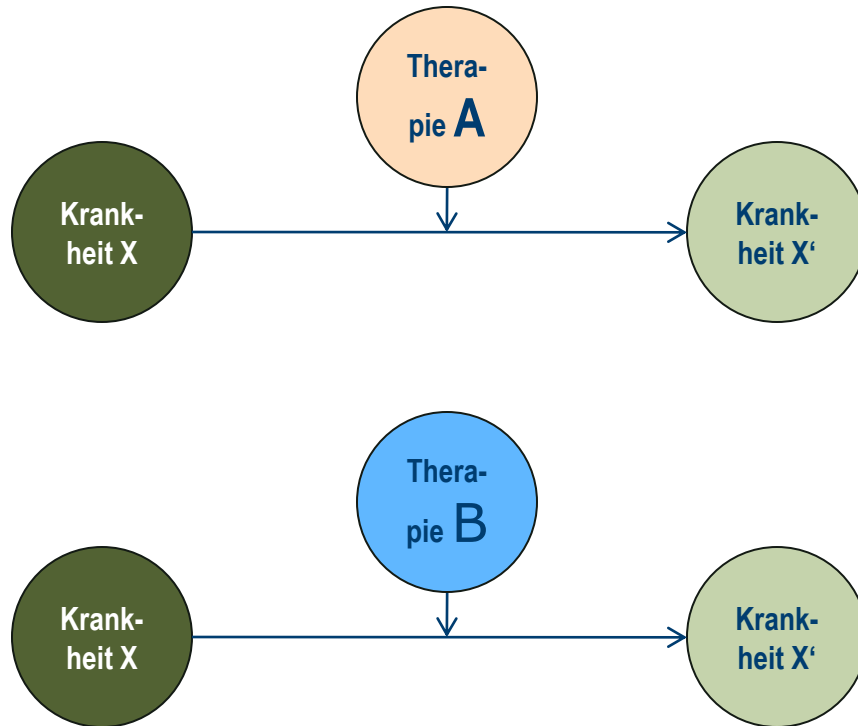 Thera-
pie A
Krank-
heit X
Krank-
heit X‘
Thera-
pie B
Krank-
heit X
Krank-
heit X‘